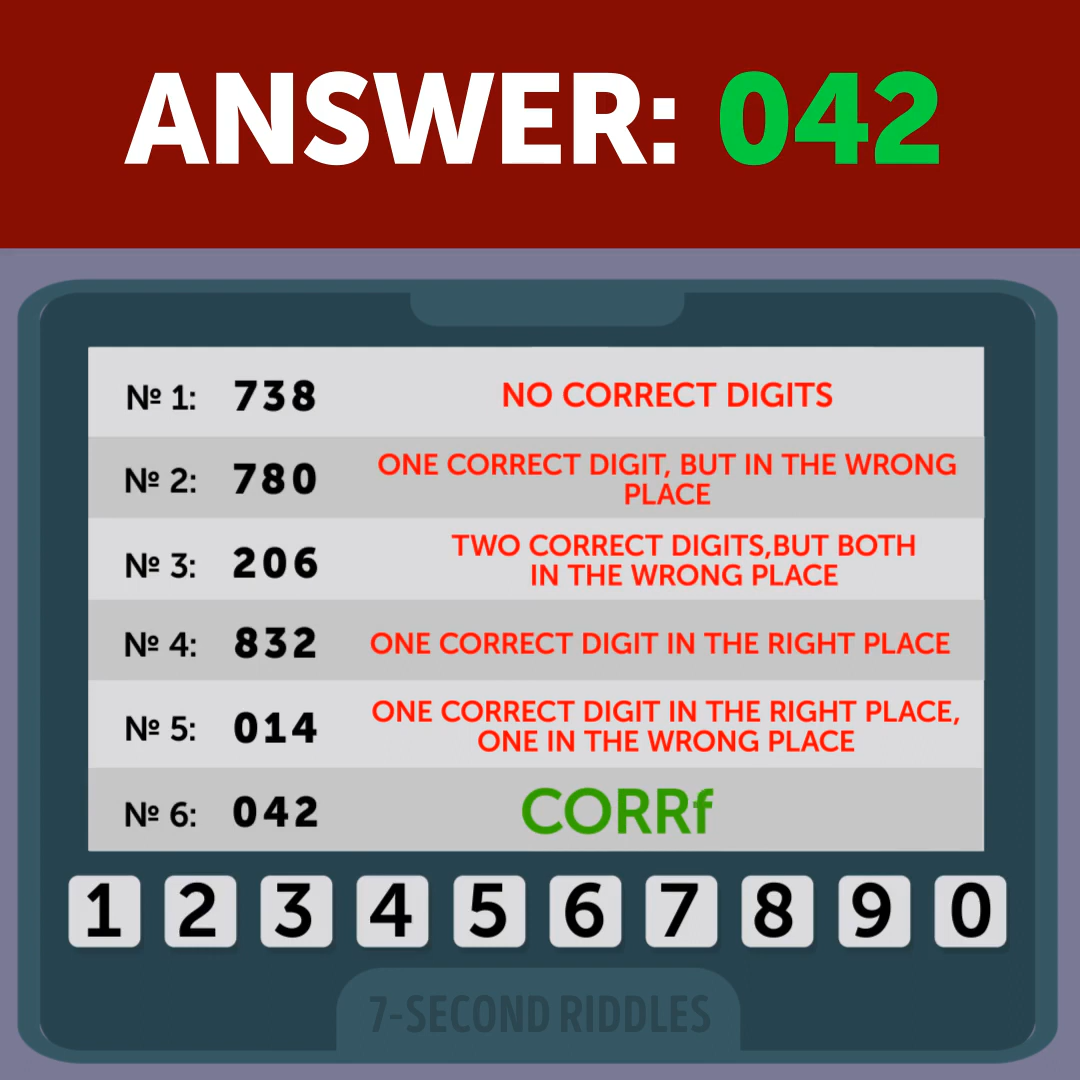 ANSWER: 042
№ 1: 738 NO CORRECT DIGITS
№ 2: 780 ONE CORRECT DIGIT, BUT IN THE WRONG
PLACE
№ 3: 206 TWO CORRECT DIGITS,BUT BOTH
IN THE WRONG PLACE
№ 4: 832 ONE CORRECT DIGIT IN THE RIGHT PLACE
№ 5: 014 ONE CORRECT DIGIT IN THE RIGHT PLACE,
ONE IN THE WRONG PLACE
№ 6: 042 CORRf
1 2 3 4 5 6 7 8 9 0
7-SECOND RIDDLES